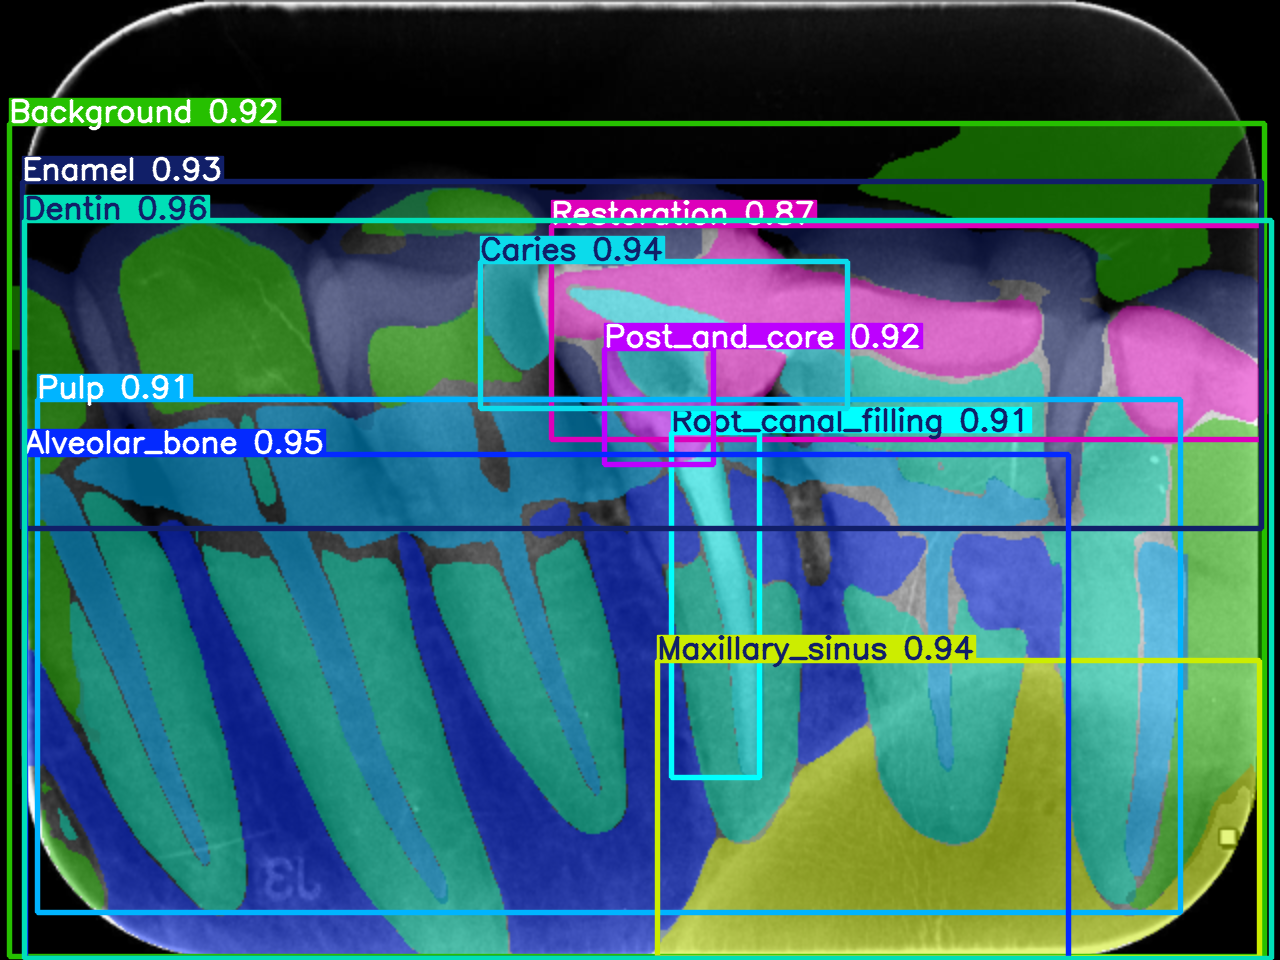 Background 0.92
Enamel 0.93
Dentin 0.96
Restoration 0.87
Caries 0.94
Post_and_core 0.92
Pulp 0.91
Root_canal_filling 0.91
Alveolar_bone 0.95
Maxillary_sinus 0.94